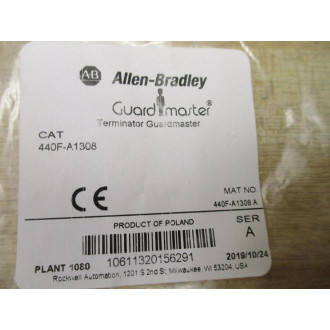 AB Allen-Bradley
Guardmaster®
Terminator Guardmaster
CAT
440F-A1308
CE
MAT NO
440F-A1308 A
PRODUCT OF POLAND
SER
A
10611320156291
2019/10/24
PLANT 1080
Rockwell Automation, 1201 S 2nd St, Milwaukee, WI 53204, USA